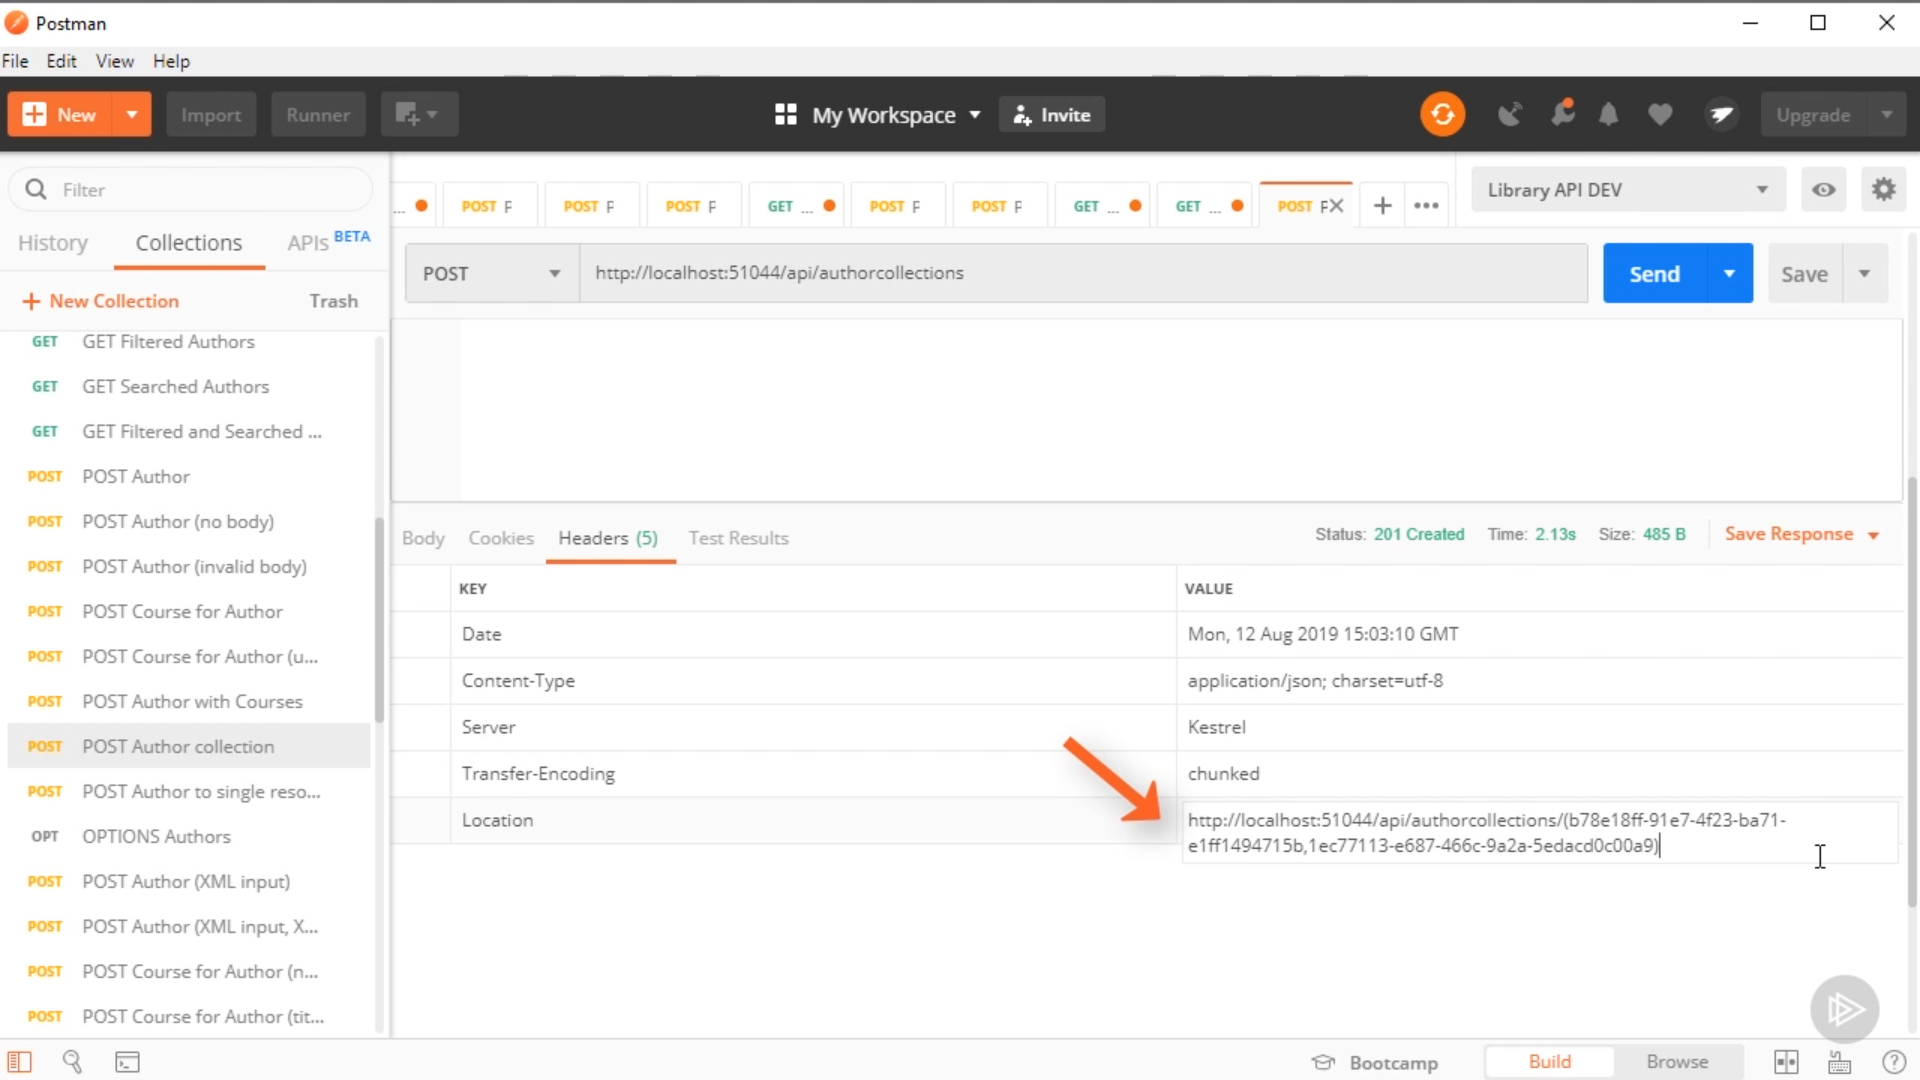 Postman
File Edit View Help
New Import Runner My Workspace Invite Upgrade
Filter
History Collections APIs BETA
New Collection Trash
GET GET Filtered Authors
GET GET Searched Authors
GET GET Filtered and Searched ...
POST POST Author
POST POST Author (no body)
POST POST Author (invalid body)
POST POST Course for Author
POST POST Course for Author (u...
POST POST Author with Courses
POST POST Author collection
POST POST Author to single reso...
OPT OPTIONS Authors
POST POST Author (XML input)
POST POST Author (XML input, X...
POST POST Course for Author (n...
POST POST Course for Author (tit...
... POST POST POST GET ... POST POST GET ... GET ... POST
Library API DEV
POST http://localhost:51044/api/authorcollections Send Save
Body Cookies Headers (5) Test Results Status: 201 Created Time: 2.13s Size: 485 B Save Response
KEY VALUE
Date Mon, 12 Aug 2019 15:03:10 GMT
Content-Type application/json; charset=utf-8
Server Kestrel
Transfer-Encoding chunked
Location http://localhost:51044/api/authorcollections/(b78e18ff-91e7-4f23-ba71-
e1ff1494715b,1ec77113-e687-466c-9a2a-5edacd0c00a9)
Bootcamp Build Browse